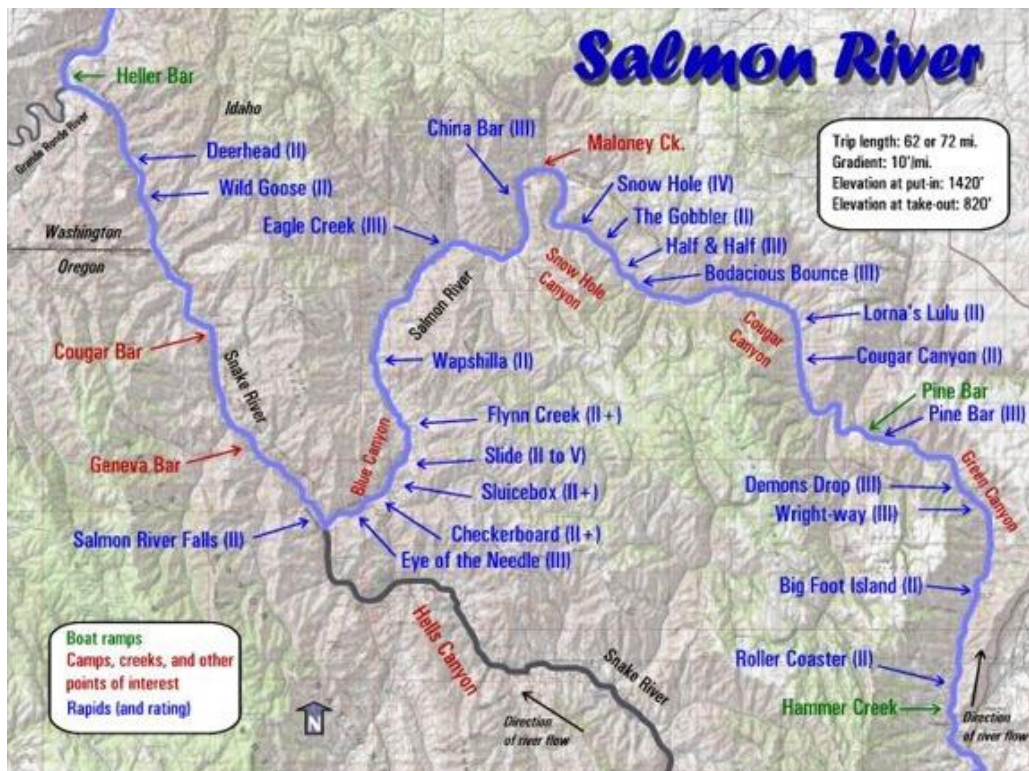 Salmon River
Heller Bar
Idaho
Grande Ronde River
Deerhead (II)
Wild Goose (II)
Washington
Oregon
China Bar (III)
Maloney Ck.
Trip length: 62 or 72 mi.
Gradient: 10'/mi.
Elevation at put-in: 1420'
Elevation at take-out: 820'
Snow Hole (IV)
The Gobbler (II)
Half & Half (III)
Bodacious Bounce (III)
Eagle Creek (III)
Snow Hole
Canyon
Salmon River
Cougar
Canyon
Lorna's Lulu (II)
Cougar Canyon (II)
Cougar Bar
Snake River
Wapshilla (II)
Pine Bar
Pine Bar (III)
Flynn Creek (II+)
Blue Canyon
Geneva Bar
Slide (II to V)
Sluicebox (II+)
Green Canyon
Demons Drop (III)
Wright-way (III)
Salmon River Falls (II)
Checkerboard (II+)
Eye of the Needle (III)
Big Foot Island (II)
Hells Canyon
Boat ramps
Camps, creeks, and other
points of interest
Rapids (and rating)
N
Snake River
Direction
of river flow
Roller Coaster (II)
Hammer Creek
Direction
of river flow